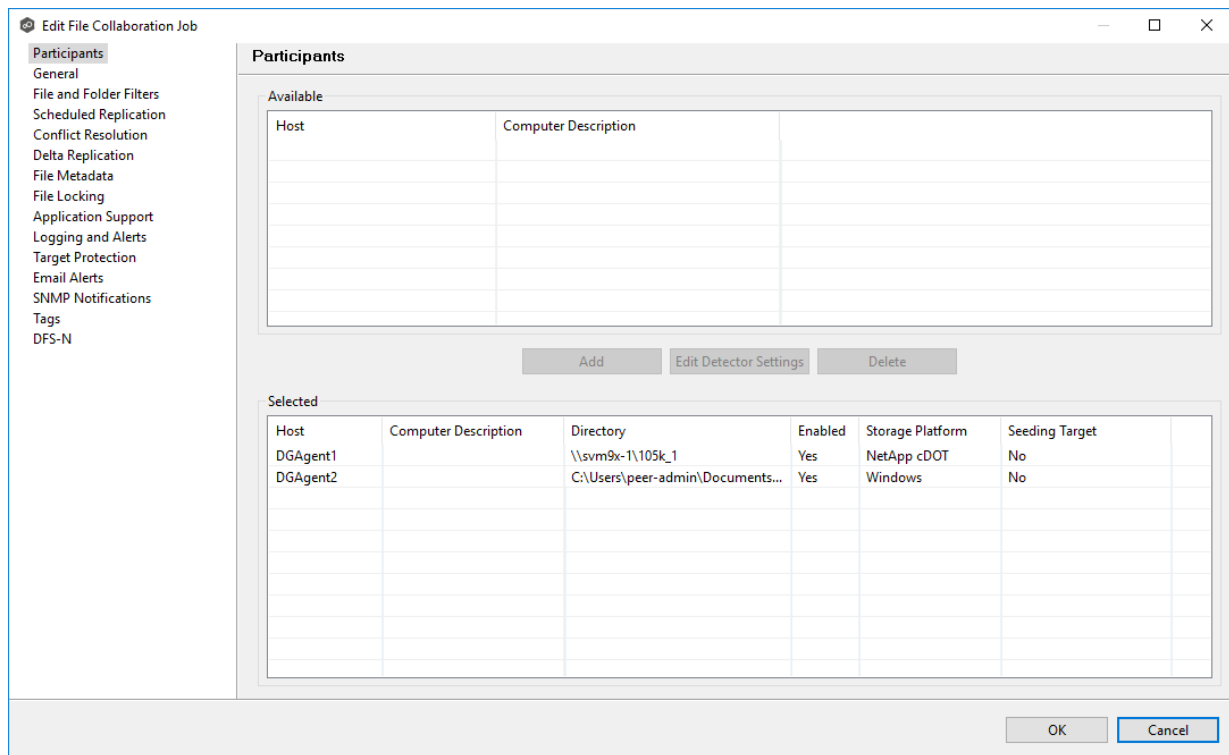 Edit File Collaboration Job
Participants
General
File and Folder Filters
Scheduled Replication
Conflict Resolution
Delta Replication
File Metadata
File Locking
Application Support
Logging and Alerts
Target Protection
Email Alerts
SNMP Notifications
Tags
DFS-N
Participants
Available
Host Computer Description
Add Edit Detector Settings Delete
Selected
Host Computer Description Directory Enabled Storage Platform Seeding Target
DGAgent1 \\svm9x-1\105k_1 Yes NetApp cDOT No
DGAgent2 C:\Users\peer-admin\Documents... Yes Windows No
OK Cancel